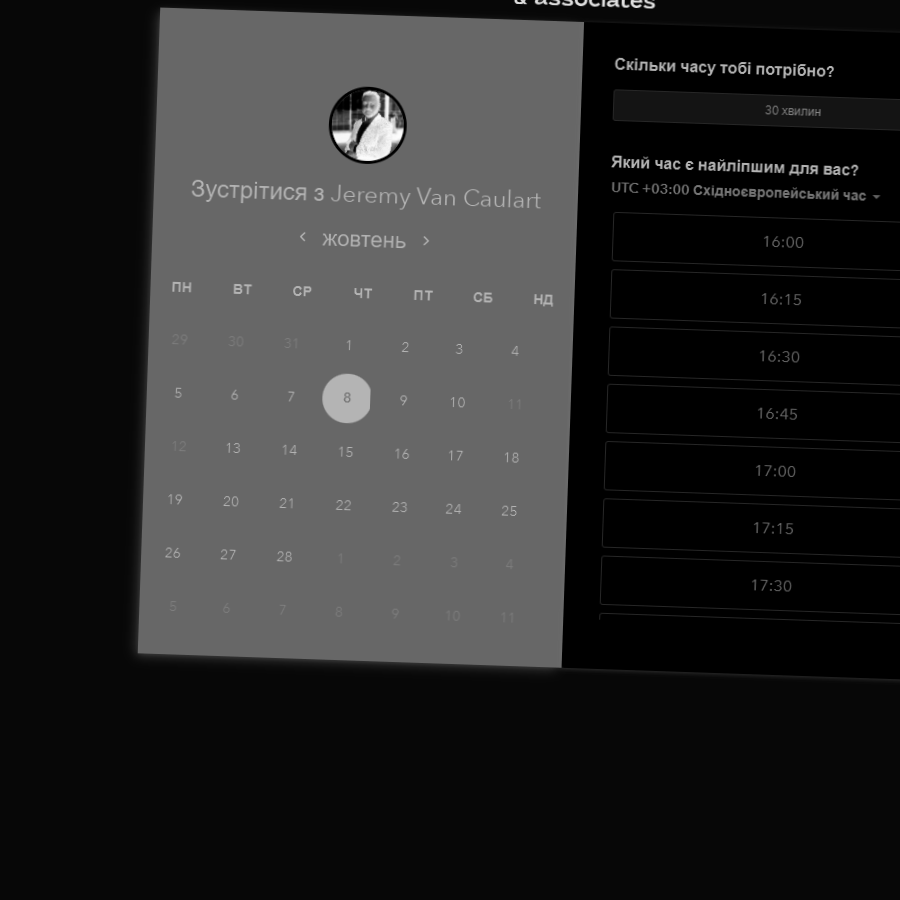 & associates
Зустрітися з Jeremy Van Caulart
жовтень
ПН ВТ СР ЧТ ПТ СБ НД
29 30 31 1 2 3 4
5 6 7 8 9 10 11
12 13 14 15 16 17 18
19 20 21 22 23 24 25
26 27 28 1 2 3 4
5 6 7 8 9 10 11
Скільки часу тобі потрібно?
30 хвилин
Який час є найліпшим для вас?
UTC +03:00 Східноєвропейський час
16:00
16:15
16:30
16:45
17:00
17:15
17:30